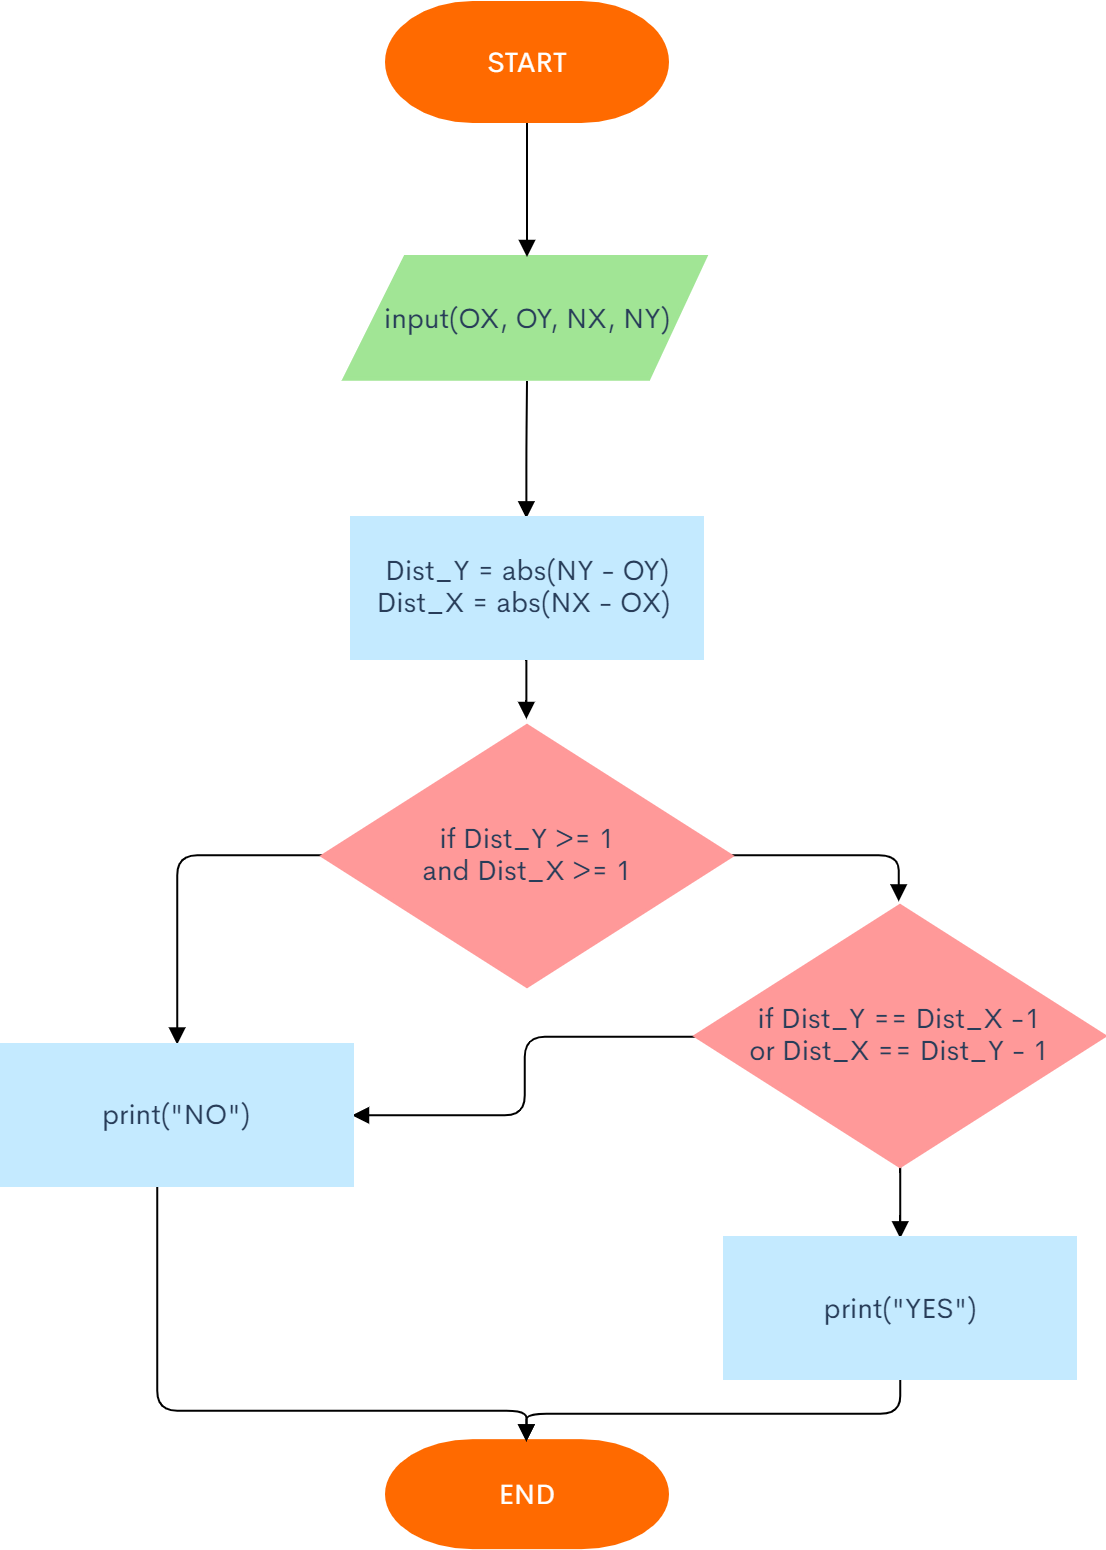 START
input(OX, OY, NX, NY)
Dist_Y = abs(NY - OY)
Dist_X = abs(NX - OX)
if Dist_Y >= 1
and Dist_X >= 1
if Dist_Y == Dist_X -1
or Dist_X == Dist_Y - 1
print("NO")
print("YES")
END